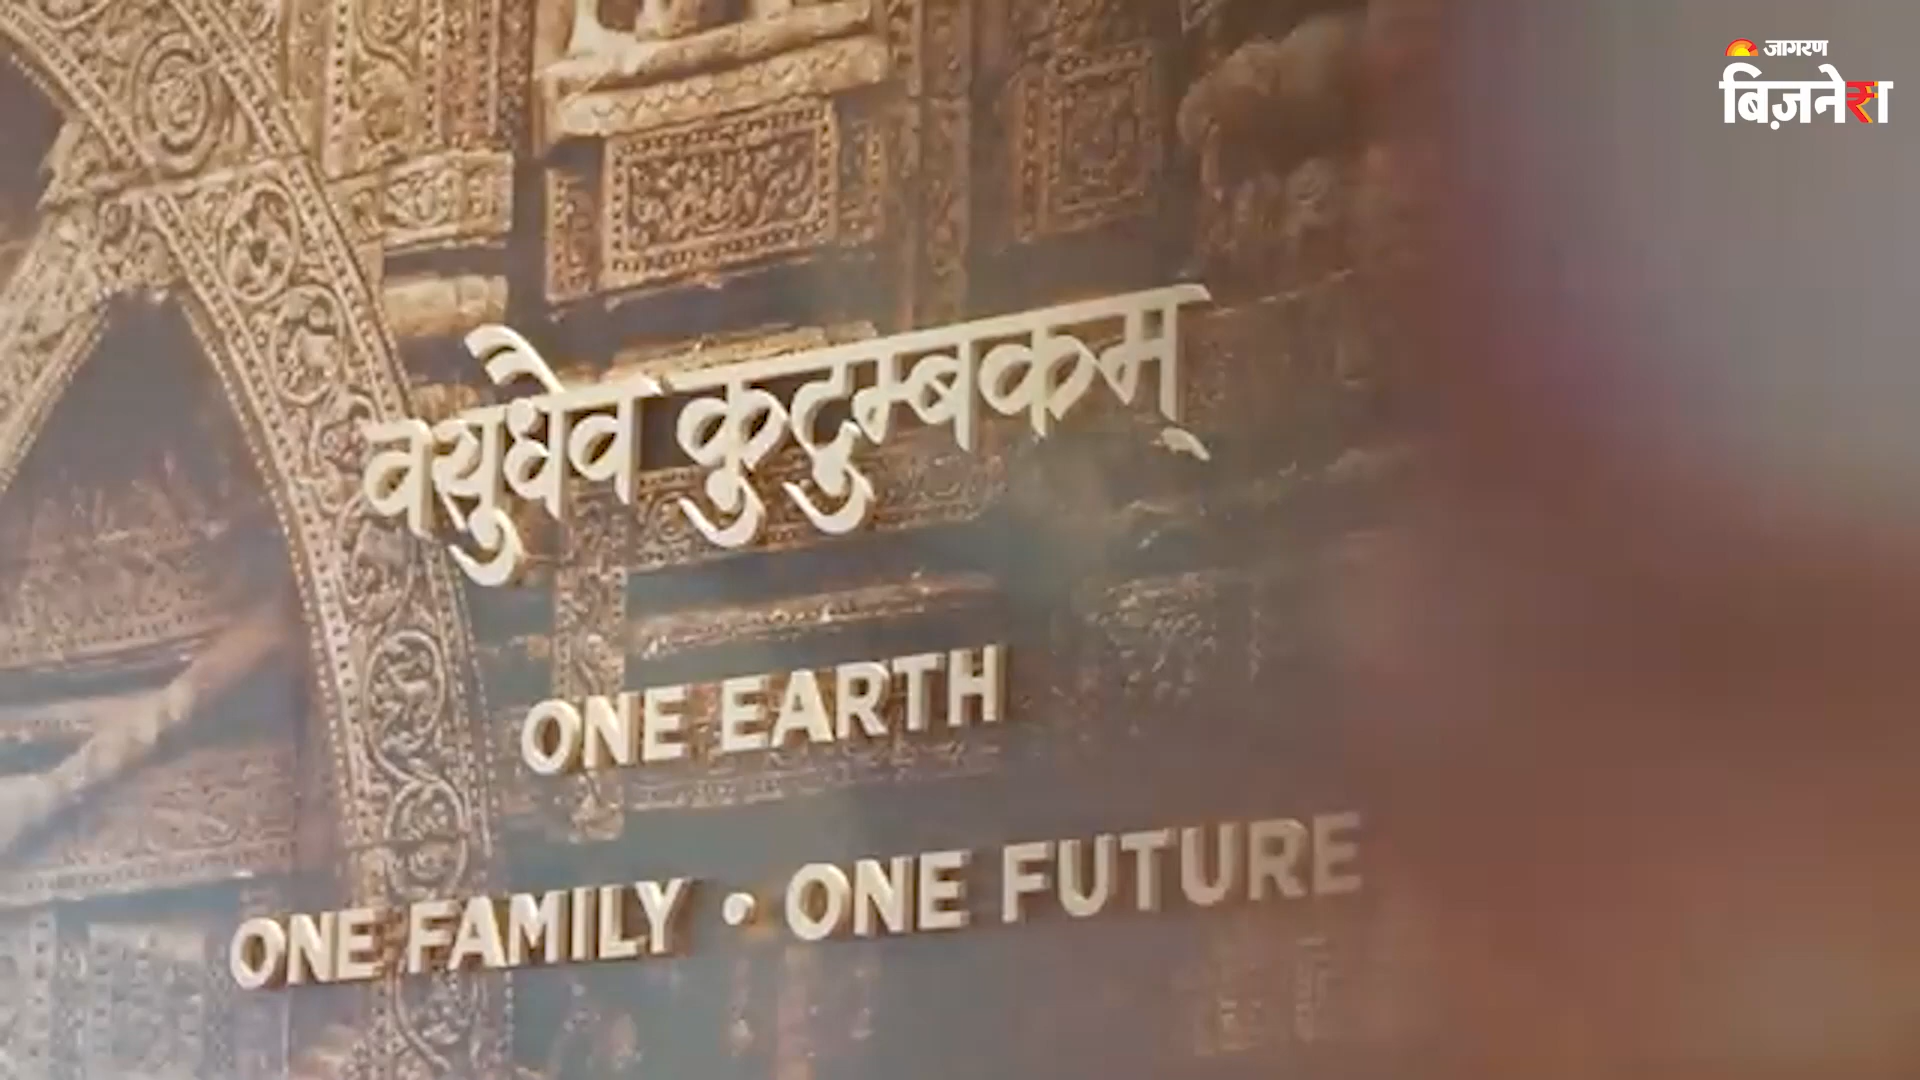 जागरण
बिज़नेस
वसुधैव कुटुम्बकम्
ONE EARTH
ONE FAMILY • ONE FUTURE